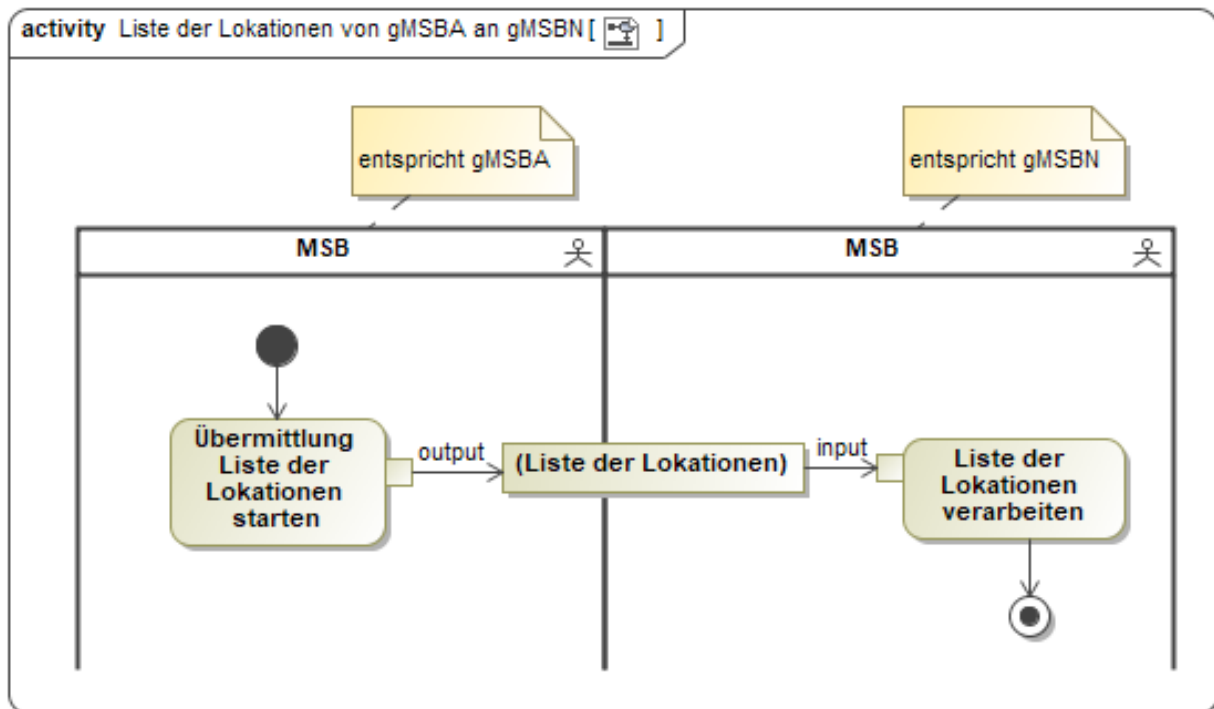 activity Liste der Lokationen von gMSBA an gMSBN [ ]
entspricht gMSBA
entspricht gMSBN
MSB
MSB
Übermittlung
Liste der
Lokationen
starten
output
(Liste der Lokationen)
input
Liste der
Lokationen
verarbeiten